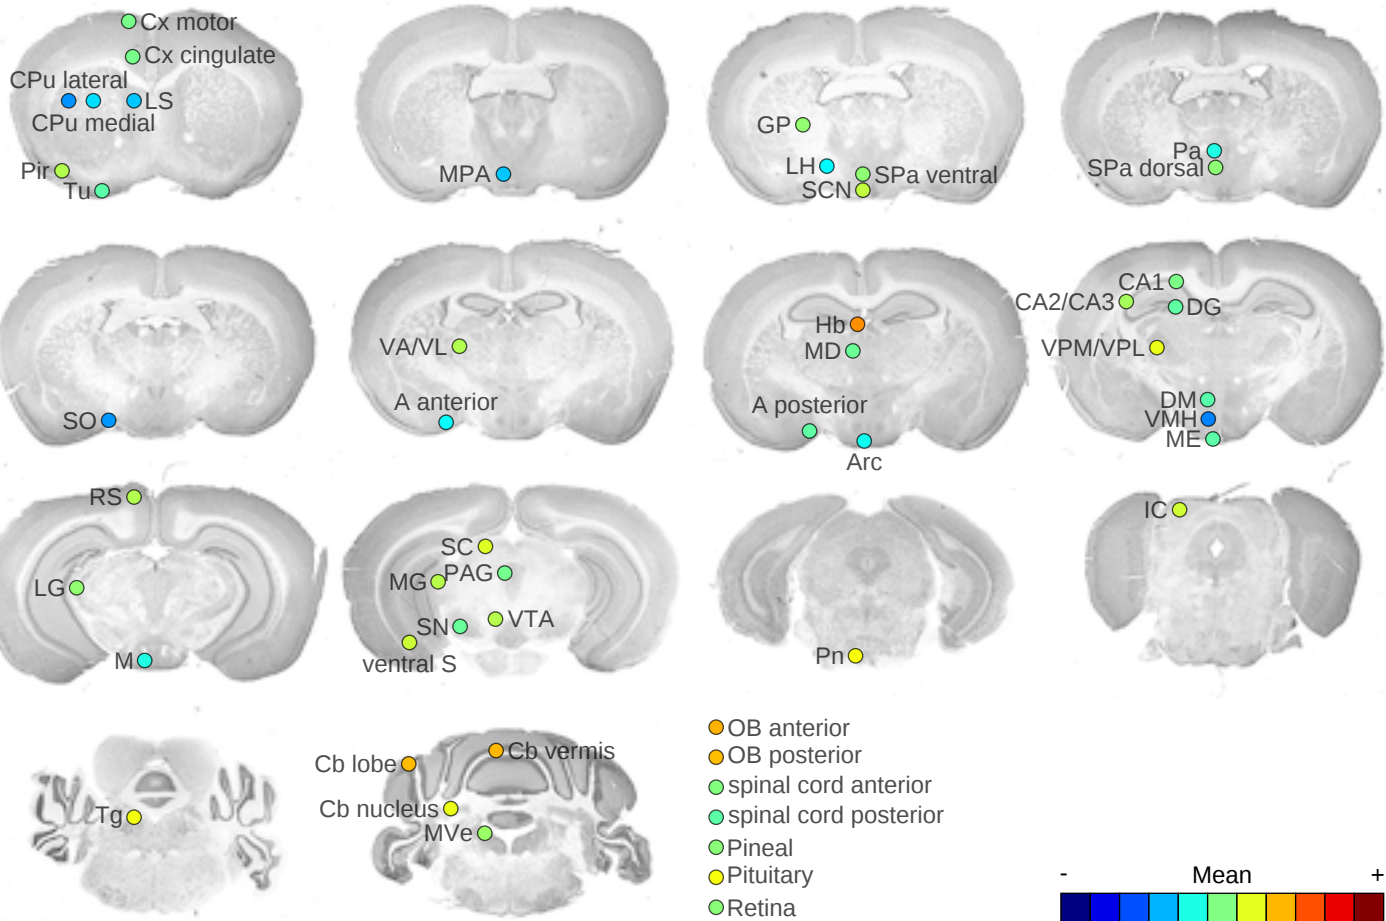 Cx motor
Cx cingulate
CPu lateral
LS
CPu medial
Pir
Tu
MPA
GP
LH
SPa ventral
SCN
Pa
SPa dorsal
SO
VA/VL
A anterior
Hb
MD
A posterior
Arc
CA1
CA2/CA3
DG
VPM/VPL
DM
VMH
ME
RS
LG
M
SC
PAG
MG
VTA
SN
ventral S
Pn
IC
Tg
Cb vermis
Cb lobe
Cb nucleus
MVe
OB anterior
OB posterior
spinal cord anterior
spinal cord posterior
Pineal
Pituitary
Retina
- Mean +